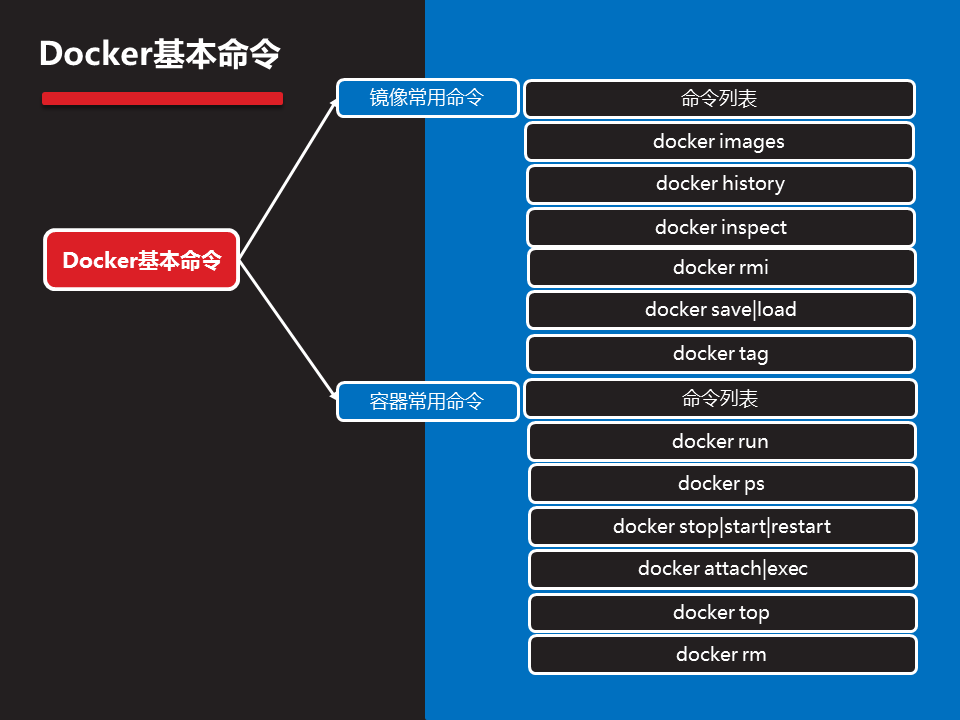 Docker基本命令
Docker基本命令
镜像常用命令
命令列表
docker images
docker history
docker inspect
docker rmi
docker save|load
docker tag
容器常用命令
命令列表
docker run
docker ps
docker stop|start|restart
docker attach|exec
docker top
docker rm